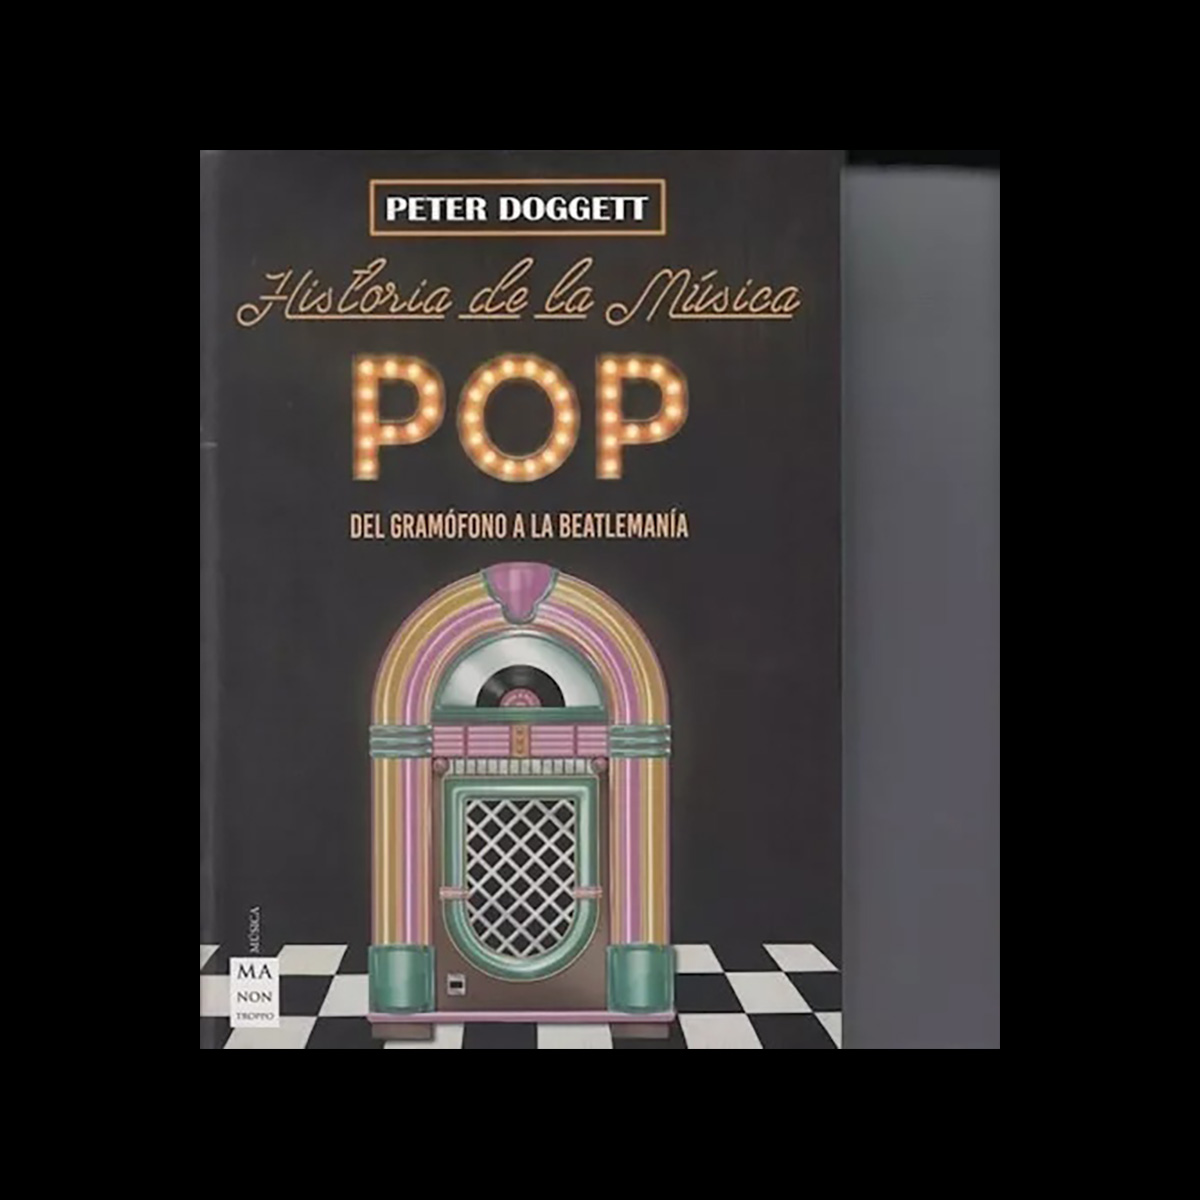 PETER DOGGETT
Historia de la Música
POP
DEL GRAMÓFONO A LA BEATLEMANÍA
MÚSICA
MA
NON
TROPPO